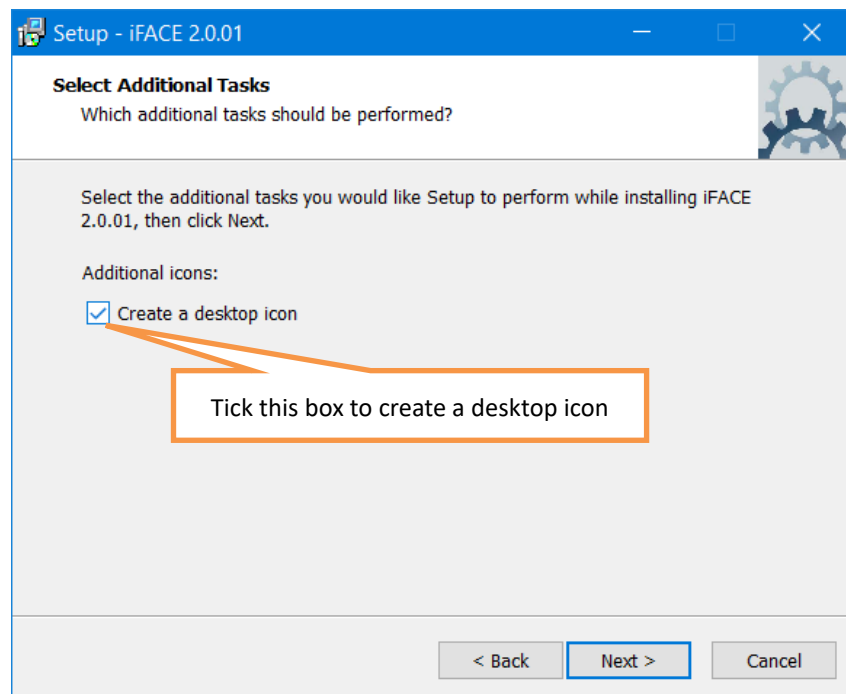 Setup - iFACE 2.0.01
Select Additional Tasks
Which additional tasks should be performed?
Select the additional tasks you would like Setup to perform while installing iFACE
2.0.01, then click Next.
Additional icons:
Create a desktop icon
Tick this box to create a desktop icon
< Back
Next >
Cancel